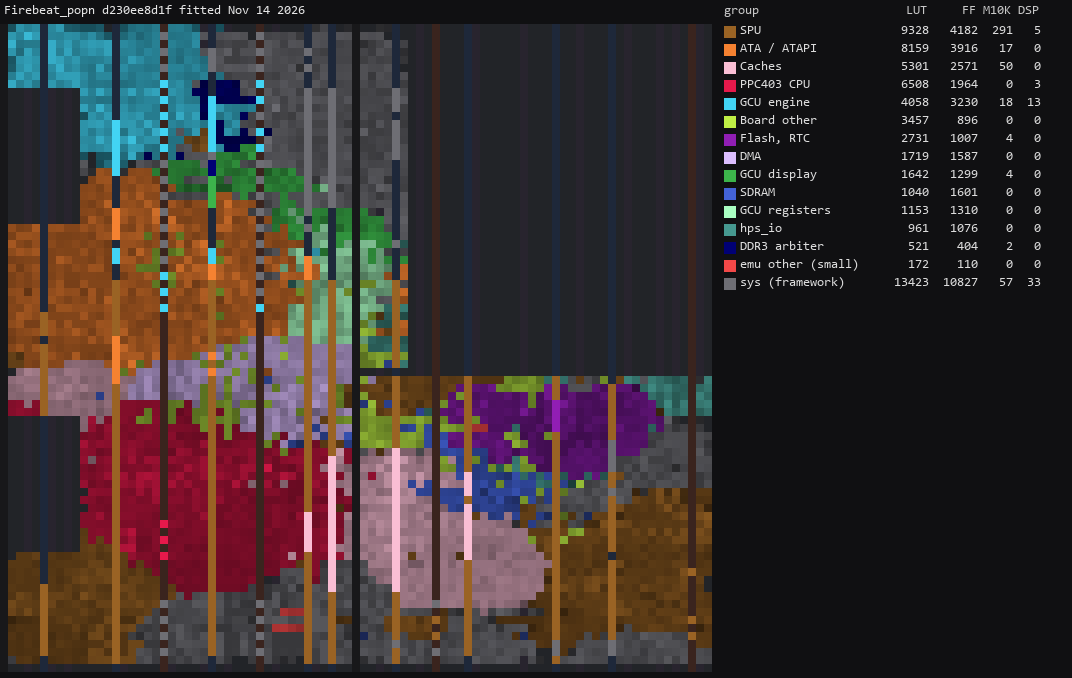 Firebeat_popn d230ee8d1f fitted Nov 14 2026
group LUT FF M10K DSP
SPU 9328 4182 291 5
ATA / ATAPI 8159 3916 17 0
Caches 5301 2571 50 0
PPC403 CPU 6508 1964 0 3
GCU engine 4058 3230 18 13
Board other 3457 896 0 0
Flash, RTC 2731 1007 4 0
DMA 1719 1587 0 0
GCU display 1642 1299 4 0
SDRAM 1040 1601 0 0
GCU registers 1153 1310 0 0
hps_io 961 1076 0 0
DDR3 arbiter 521 404 2 0
emu other (small) 172 110 0 0
sys (framework) 13423 10827 57 33